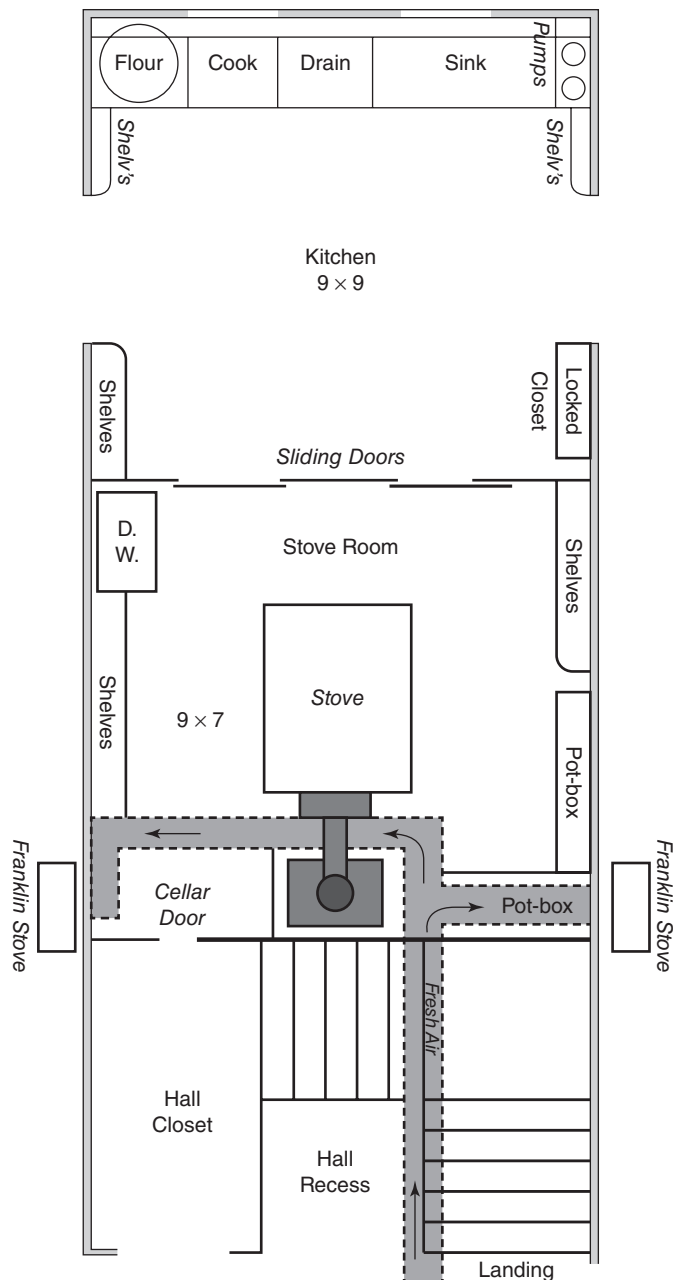 Flour
Cook
Drain
Sink
Pumps
Shelv's
Shelv's
Kitchen
9 × 9
Shelves
Locked
Closet
Sliding Doors
D.
W.
Stove Room
Shelves
Shelves
Stove
9 × 7
Pot-box
Franklin Stove
Cellar
Door
Pot-box
Franklin Stove
Fresh Air
Hall
Closet
Hall
Recess
Landing